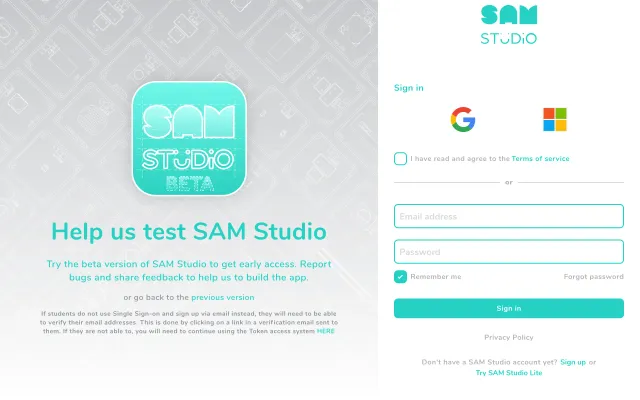 SAM
STUDIO
BETA
Help us test SAM Studio
Try the beta version of SAM Studio to get early access. Report
bugs and share feedback to help us to build the app.
or go back to the previous version
If students do not use Single Sign-on and sign up via email instead, they will need to be able
to verify their email addresses. This is done by clicking on a link in a verification email sent to
them. If they are not able to, you will need to continue using the Token access system HERE
SAM
STUDIO
Sign in
I have read and agree to the Terms of service
or
Email address
Password
Remember me
Forgot password
Sign in
Privacy Policy
Don't have a SAM Studio account yet? Sign up or
Try SAM Studio Lite